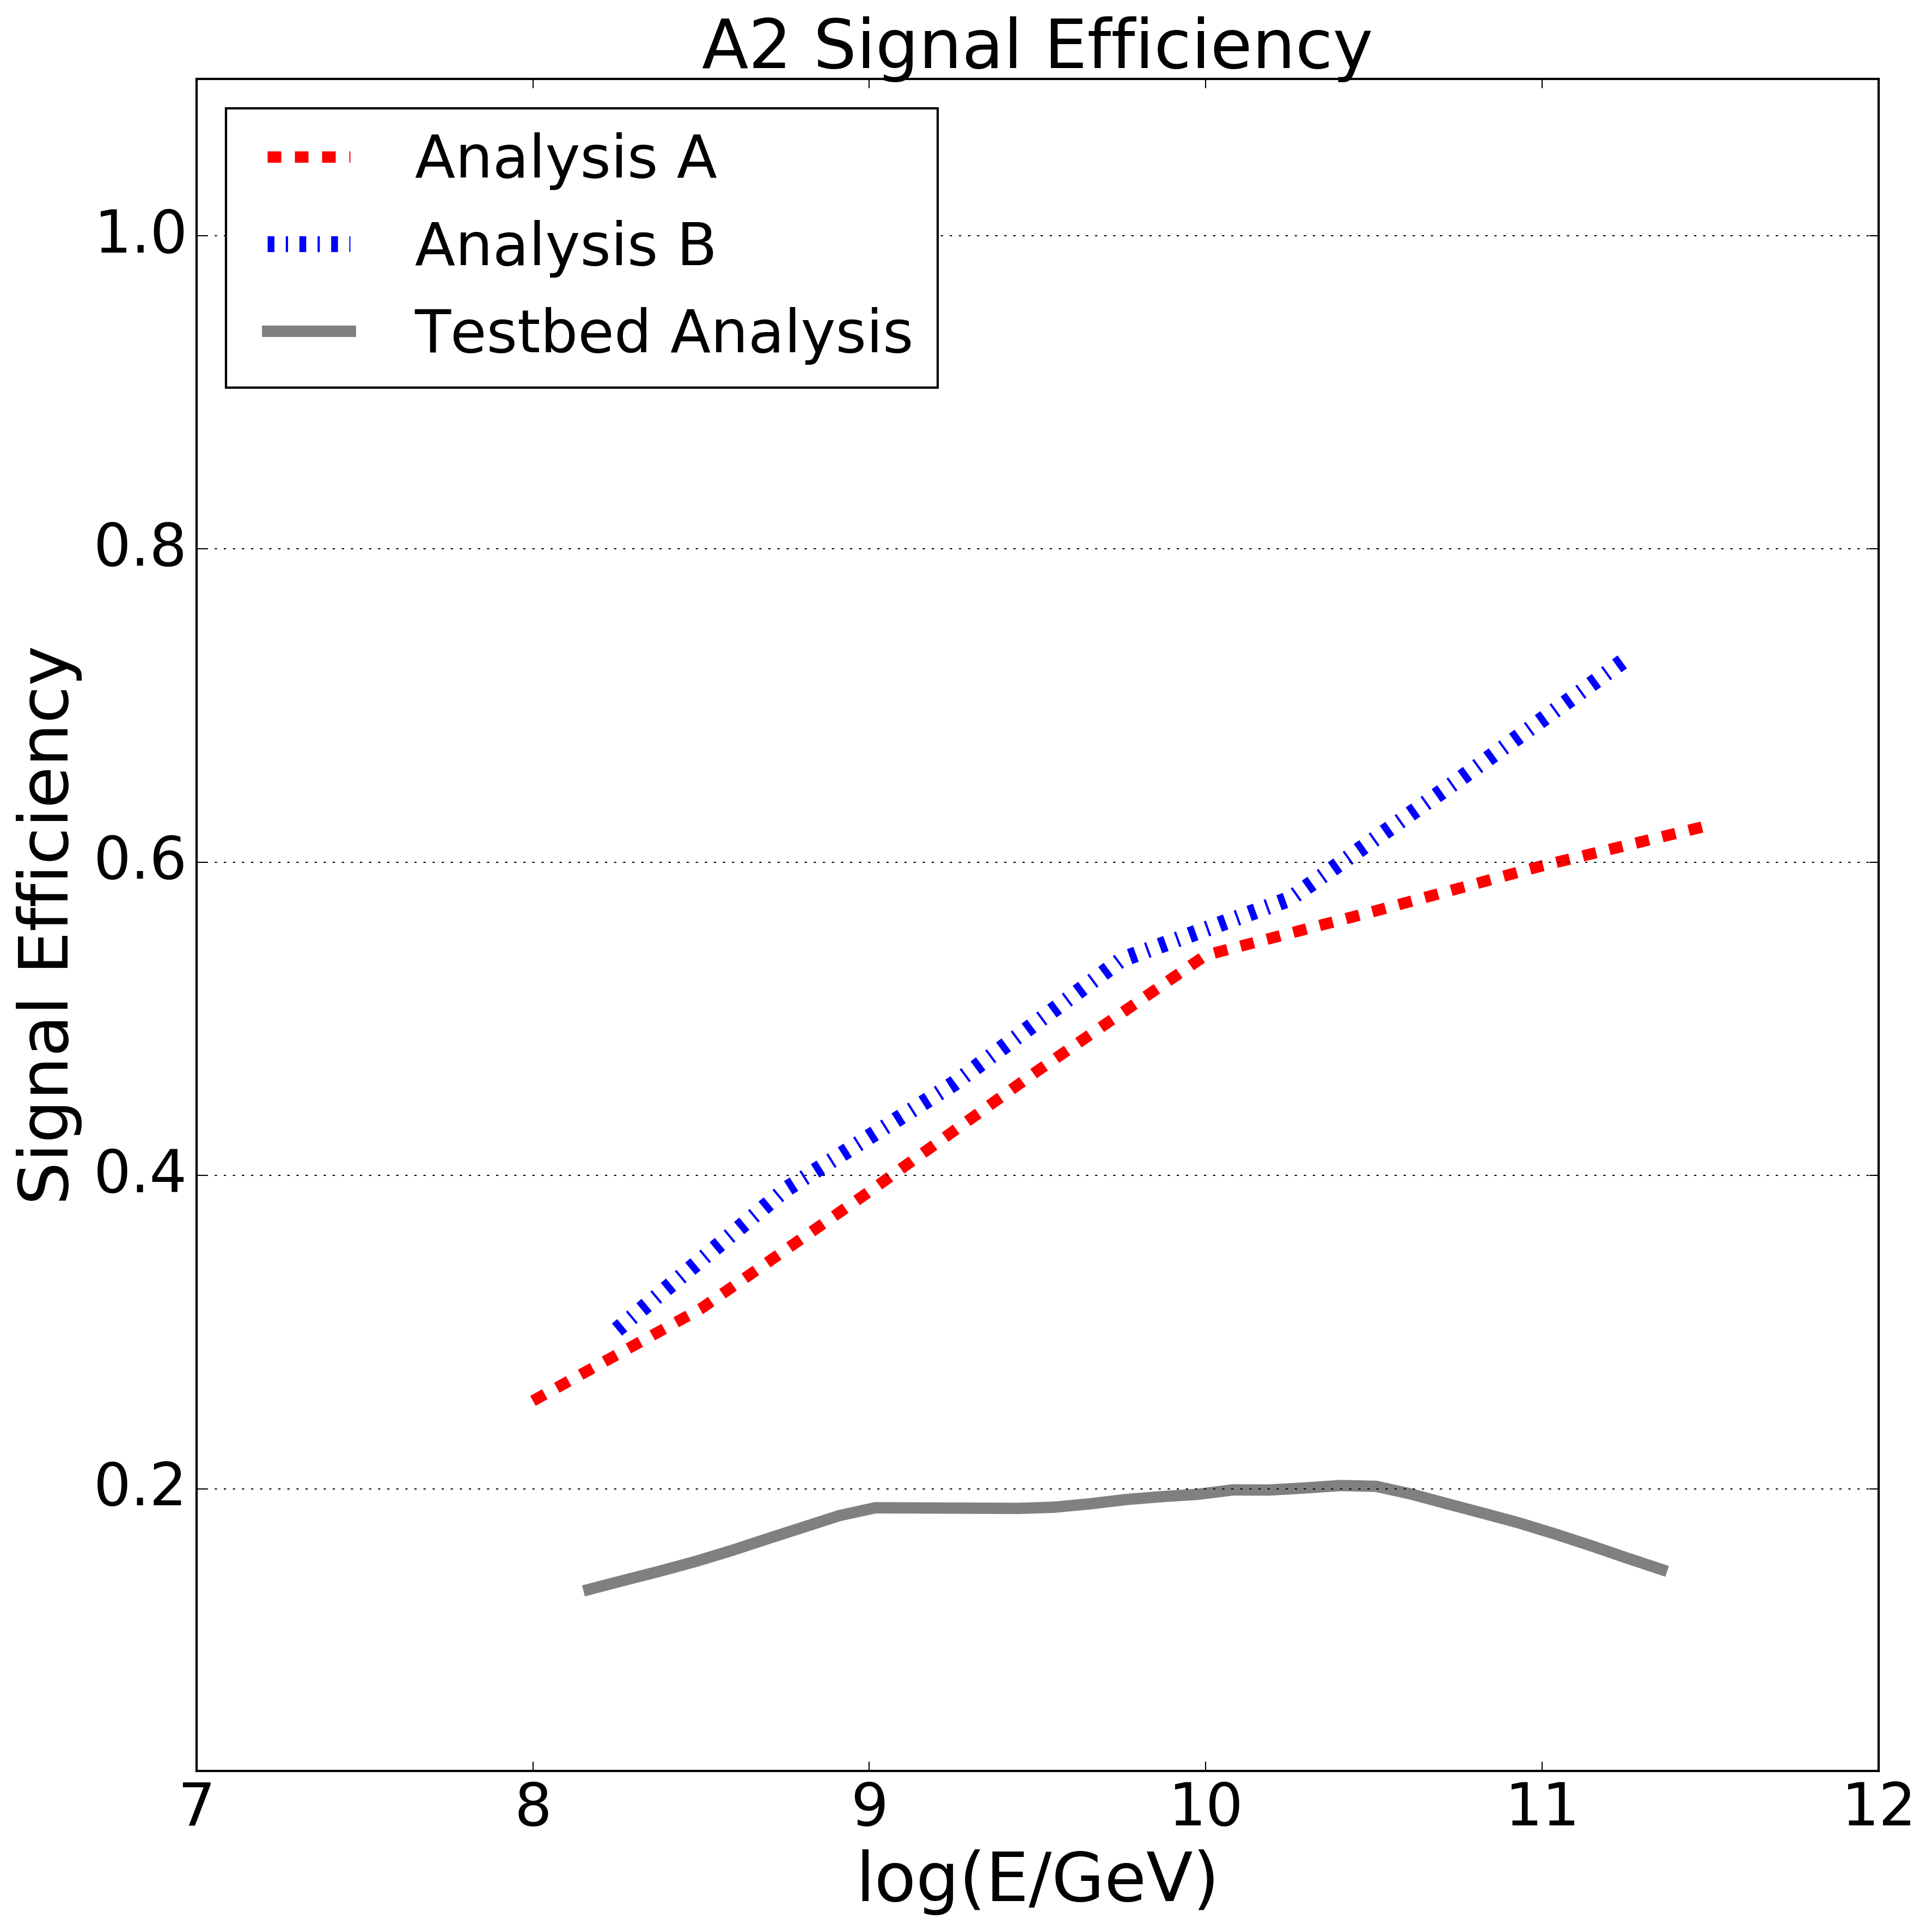 A2 Signal Efficiency
Analysis A
Analysis B
Testbed Analysis
Signal Efficiency
1.0
0.8
0.6
0.4
0.2
7 8 9 10 11 12
log(E/GeV)